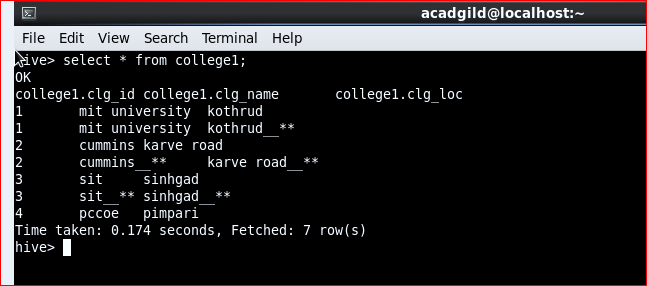 acadgild@localhost:~
File Edit View Search Terminal Help
hive> select * from college1;
OK
college1.clg_id college1.clg_name college1.clg_loc
1 mit university kothrud
1 mit university kothrud__**
2 cummins karve road
2 cummins__** karve road__**
3 sit sinhgad
3 sit__** sinhgad__**
4 pccoe pimpari
Time taken: 0.174 seconds, Fetched: 7 row(s)
hive>